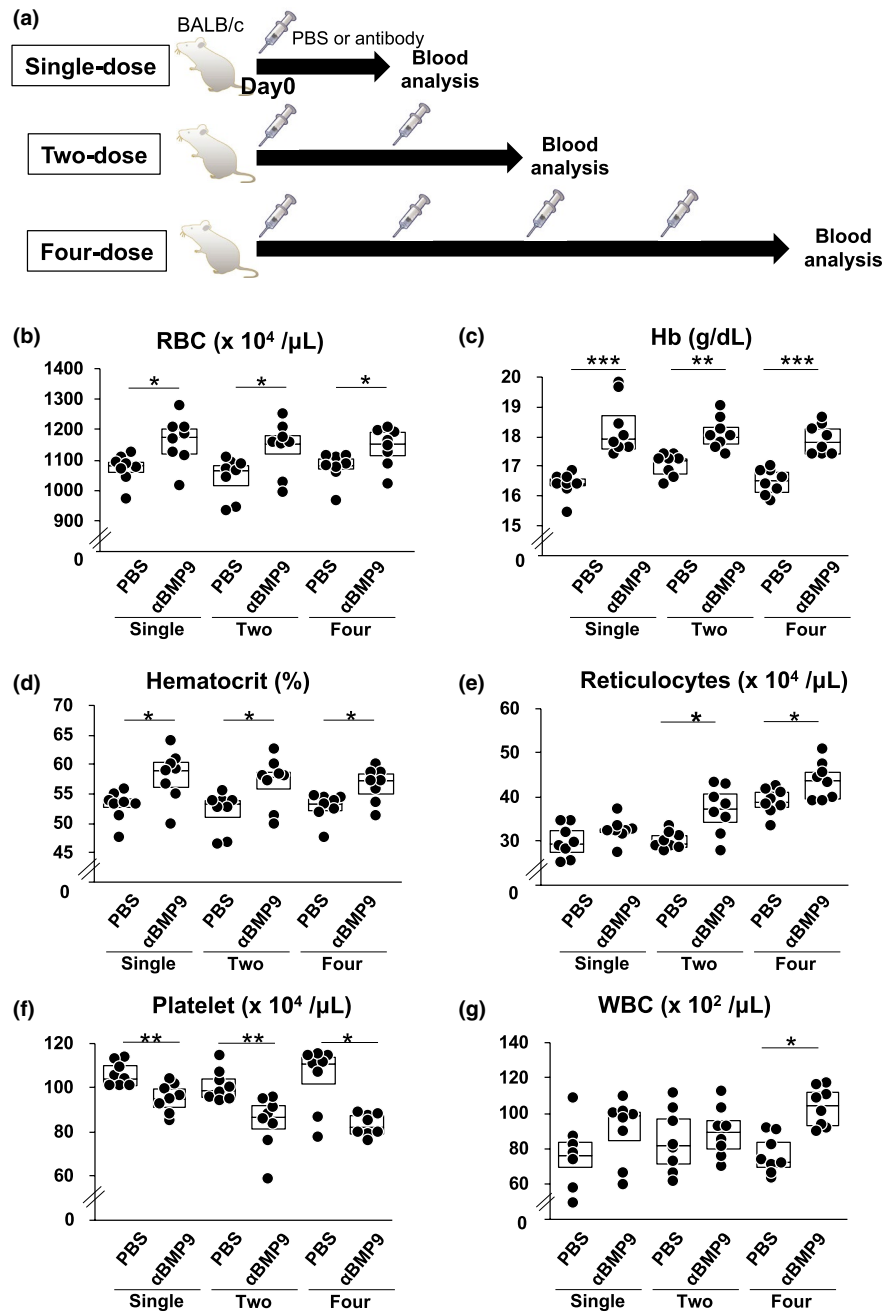 (a)
BALB/c
PBS or antibody
Single-dose
Day0
Blood
analysis
Two-dose
Blood
analysis
Four-dose
Blood
analysis
(b)
RBC (x 10⁴ /µL)
* * *
1400
1300
1200
1100
1000
900
0
PBS αBMP9 PBS αBMP9 PBS αBMP9
Single Two Four
(c)
Hb (g/dL)
*** ** ***
20
19
18
17
16
15
0
PBS αBMP9 PBS αBMP9 PBS αBMP9
Single Two Four
(d)
Hematocrit (%)
* * *
70
65
60
55
50
45
0
PBS αBMP9 PBS αBMP9 PBS αBMP9
Single Two Four
(e)
Reticulocytes (x 10⁴ /µL)
* *
60
50
40
30
0
PBS αBMP9 PBS αBMP9 PBS αBMP9
Single Two Four
(f)
Platelet (x 10⁴ /µL)
** ** *
120
100
80
60
0
PBS αBMP9 PBS αBMP9 PBS αBMP9
Single Two Four
(g)
WBC (x 10² /µL)
*
140
120
100
80
60
0
PBS αBMP9 PBS αBMP9 PBS αBMP9
Single Two Four